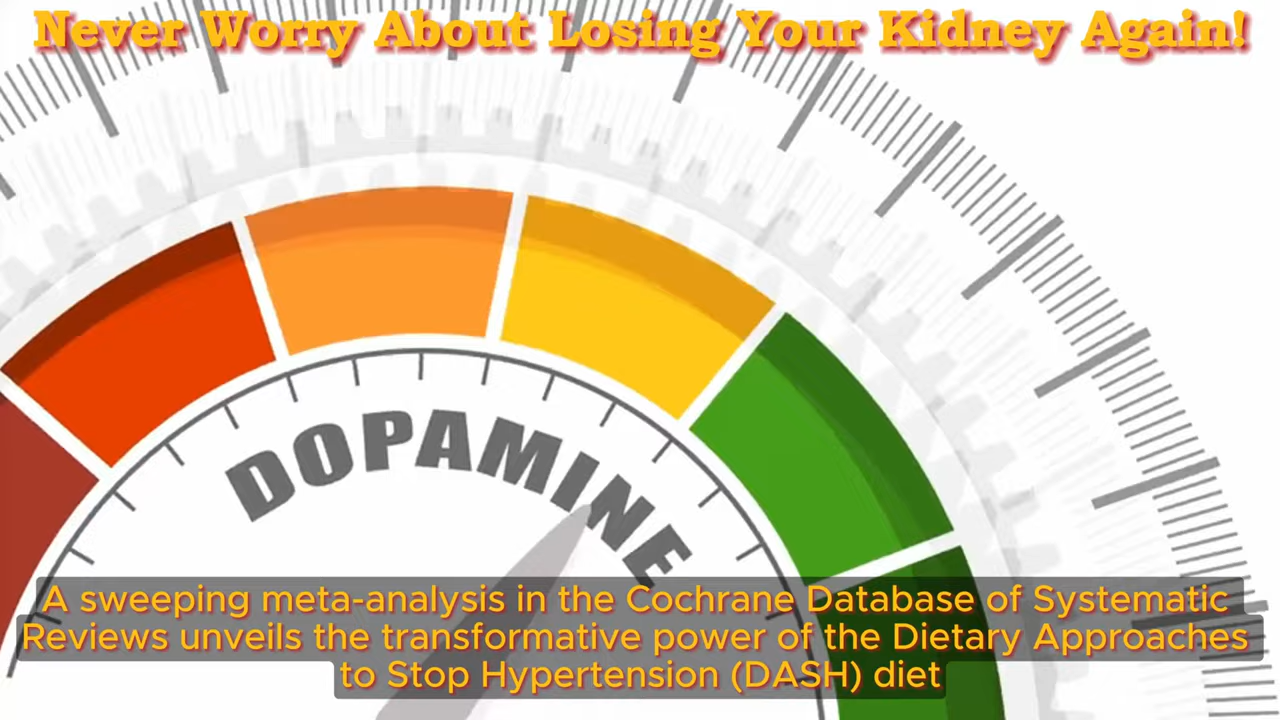 Never Worry About Losing Your Kidney Again!
DOPAMINE
A sweeping meta-analysis in the Cochrane Database of Systematic
Reviews unveils the transformative power of the Dietary Approaches
to Stop Hypertension (DASH) diet